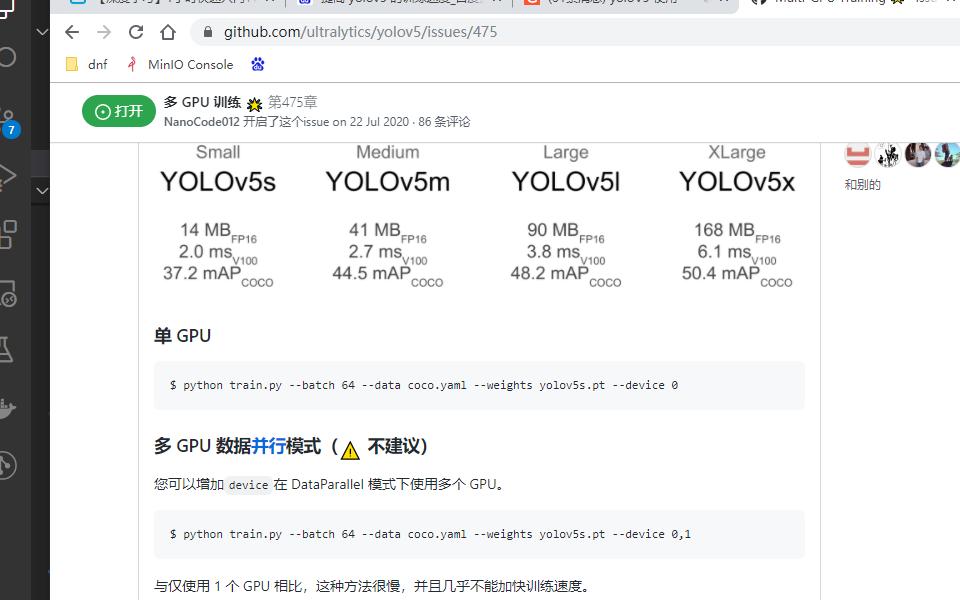 github.com/ultralytics/yolov5/issues/475
dnf
MinIO Console
打开
多 GPU 训练 第475章
NanoCode012 开启了这个issue on 22 Jul 2020 · 86 条评论
7
Small Medium Large XLarge
YOLOv5s YOLOv5m YOLOv5l YOLOv5x
14 MB FP16 41 MB FP16 90 MB FP16 168 MB FP16
2.0 ms V100 2.7 ms V100 3.8 ms V100 6.1 ms V100
37.2 mAP COCO 44.5 mAP COCO 48.2 mAP COCO 50.4 mAP COCO
和别的
单 GPU
$ python train.py --batch 64 --data coco.yaml --weights yolov5s.pt --device 0
多 GPU 数据并行模式（⚠ 不建议）
您可以增加 device 在 DataParallel 模式下使用多个 GPU。
$ python train.py --batch 64 --data coco.yaml --weights yolov5s.pt --device 0,1
与仅使用 1 个 GPU 相比，这种方法很慢，并且几乎不能加快训练速度。